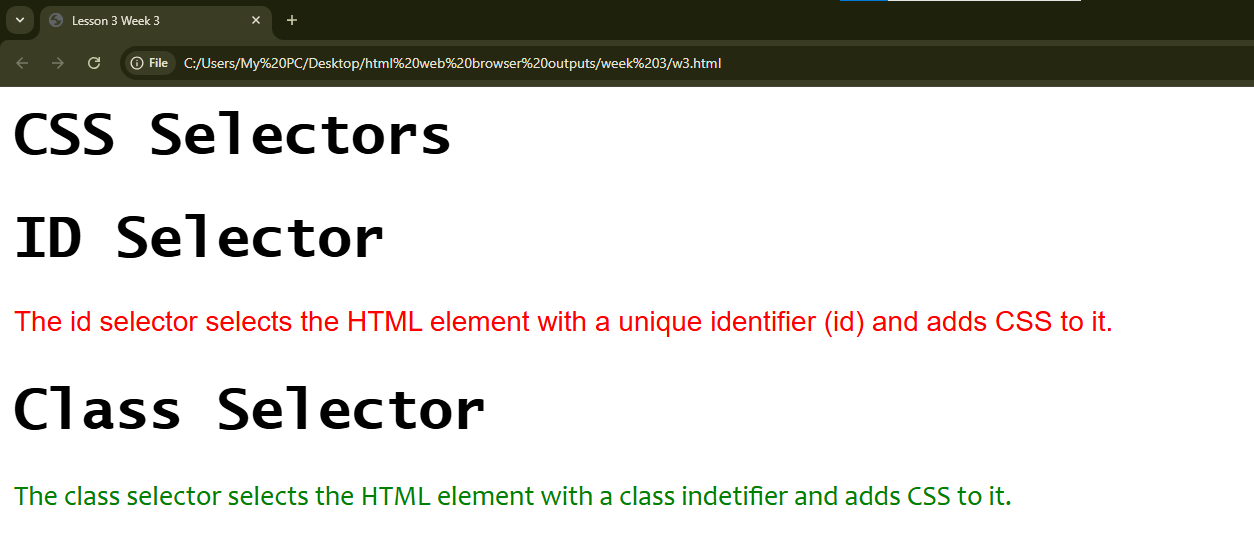 Lesson 3 Week 3
File
C:/Users/My%20PC/Desktop/html%20web%20browser%20outputs/week%203/w3.html
CSS Selectors
ID Selector
The id selector selects the HTML element with a unique identifier (id) and adds CSS to it.
Class Selector
The class selector selects the HTML element with a class indetifier and adds CSS to it.